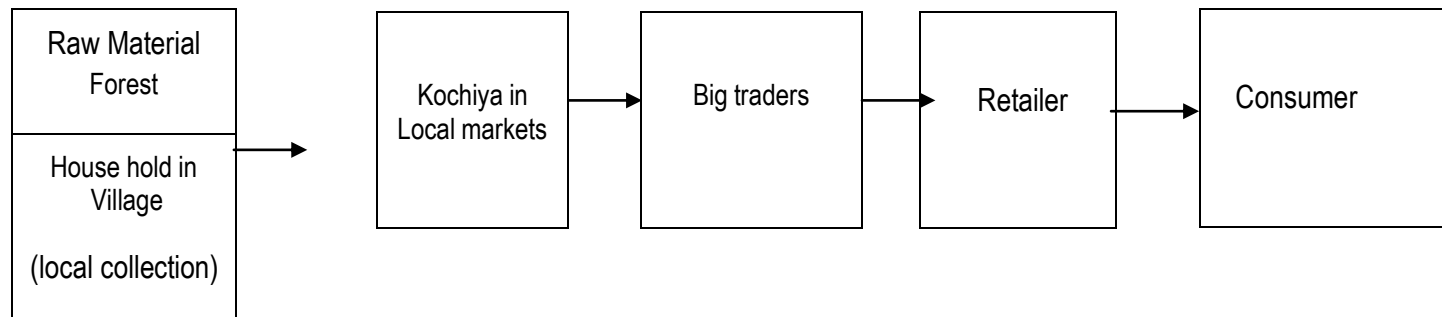 Raw Material
Forest
House hold in
Village
(local collection)
Kochiya in
Local markets
Big traders
Retailer
Consumer